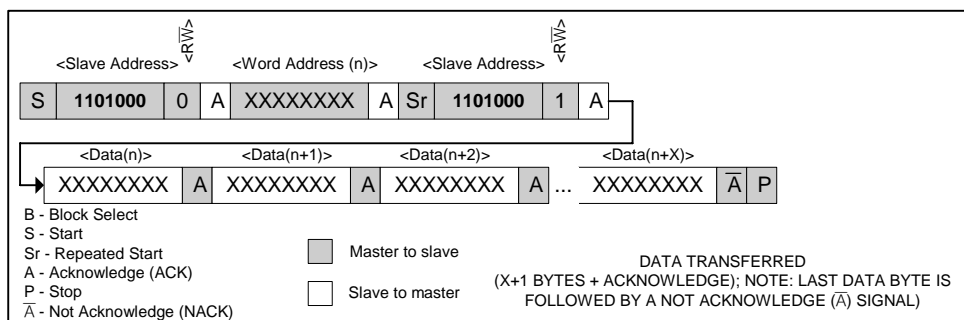 <RW̅> <RW̅>
<Slave Address> <Word Address (n)> <Slave Address>
S 1101000 0 A XXXXXXXX A Sr 1101000 1 A
<Data(n)> <Data(n+1)> <Data(n+2)> <Data(n+X)>
XXXXXXXX A XXXXXXXX A XXXXXXXX A ... XXXXXXXX A̅ P
B - Block Select
S - Start
Sr - Repeated Start
A - Acknowledge (ACK)
P - Stop
A̅ - Not Acknowledge (NACK)
Master to slave
Slave to master
DATA TRANSFERRED
(X+1 BYTES + ACKNOWLEDGE); NOTE: LAST DATA BYTE IS
FOLLOWED BY A NOT ACKNOWLEDGE (A̅) SIGNAL)